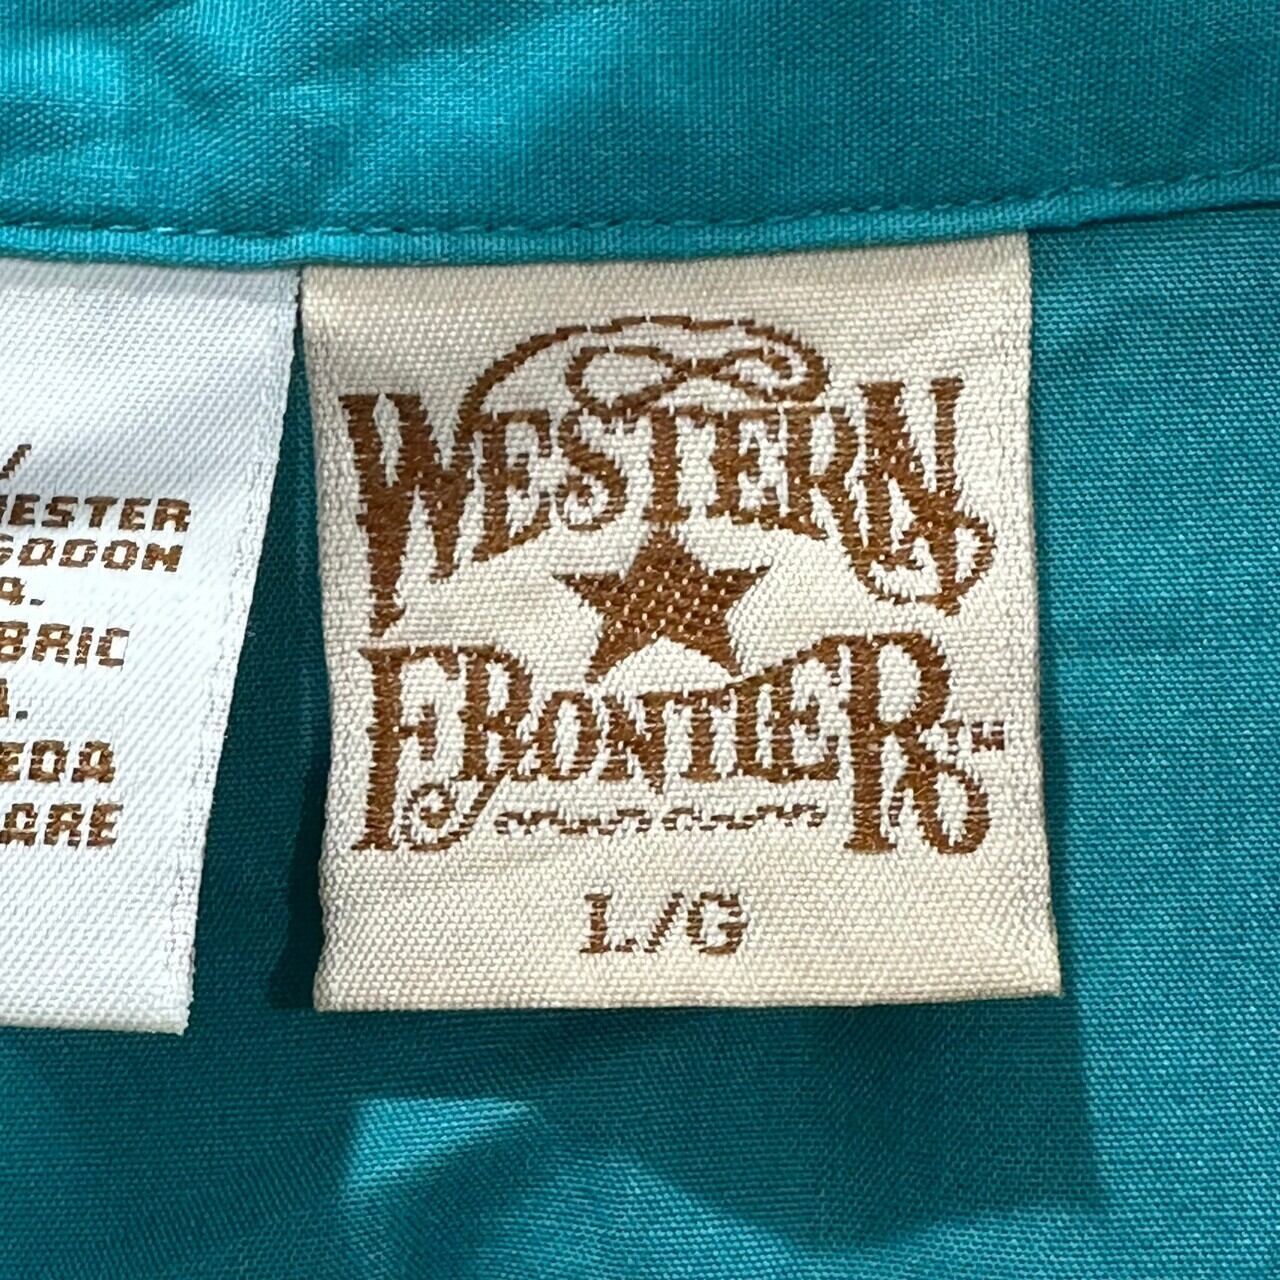 /
ESTER
GODON
A.
BRIC
A.
EDA
ARE
WESTERN
FRONTIER™
L/G